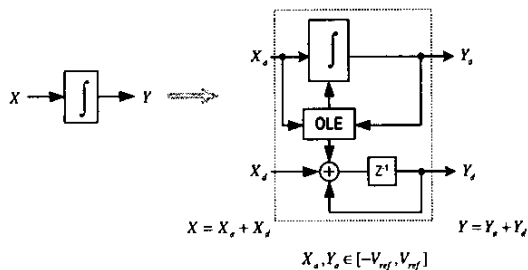 X ∫ Y
X_a ∫ Y_a
OLE
X_d + Z⁻¹ Y_d
X = X_a + X_d
Y = Y_a + Y_d
X_a, Y_a ∈ [−V_ref, V_ref]